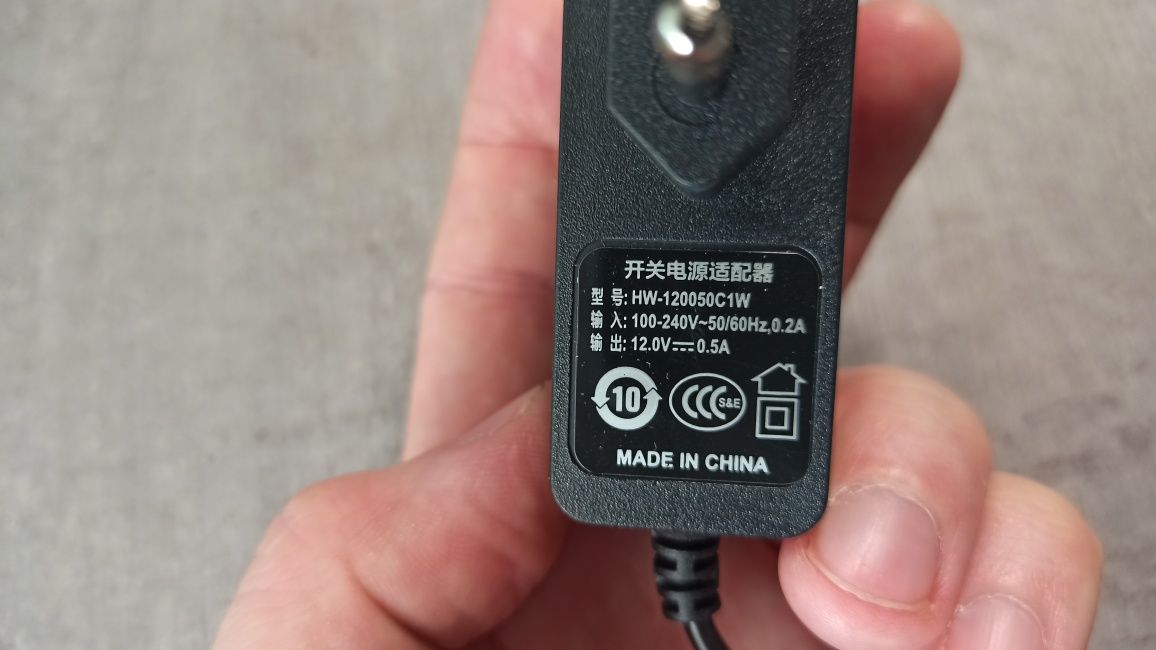 开关电源适配器
型 号: HW-120050C1W
输 入: 100-240V~50/60Hz,0.2A
输 出: 12.0V⎓0.5A
10
CCC S&E
MADE IN CHINA